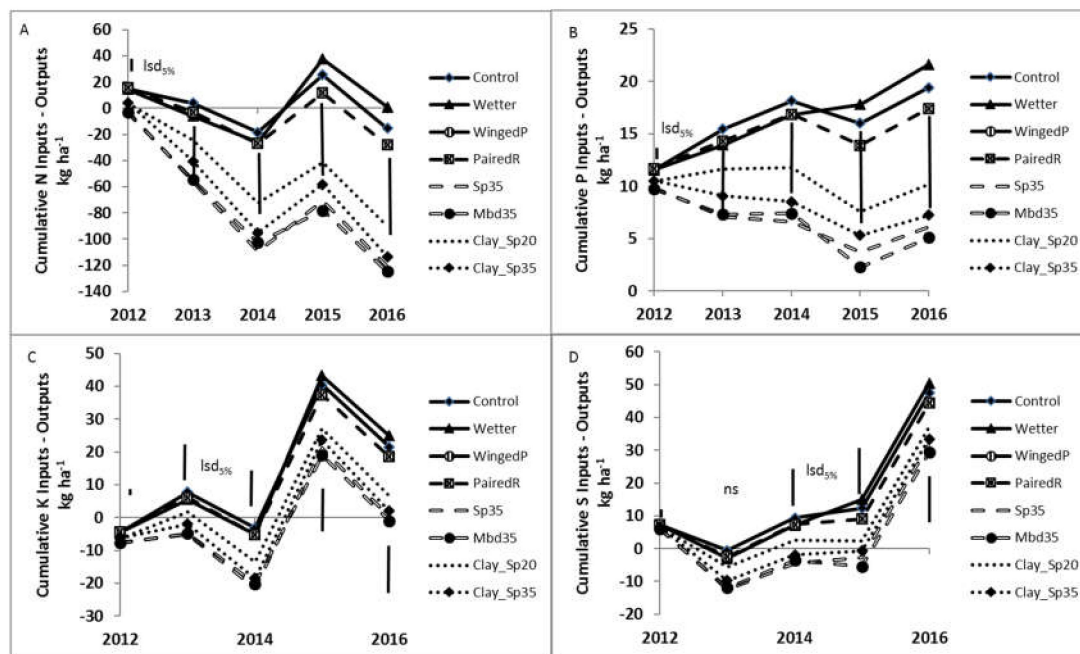 A
Cumulative N Inputs - Outputs
kg ha⁻¹
60
40
20
0
-20
-40
-60
-80
-100
-120
-140
lsd5%
2012 2013 2014 2015 2016
Control
Wetter
WingedP
PairedR
Sp35
Mbd35
Clay_Sp20
Clay_Sp35
B
Cumulative P Inputs - Outputs
kg ha⁻¹
25
20
15
10
5
0
lsd5%
2012 2013 2014 2015 2016
Control
Wetter
WingedP
PairedR
Sp35
Mbd35
Clay_Sp20
Clay_Sp35
C
Cumulative K Inputs - Outputs
kg ha⁻¹
50
40
30
20
10
0
-10
-20
-30
lsd5%
2012 2014 2016
Control
Wetter
WingedP
PairedR
Sp35
Mbd35
Clay_Sp20
Clay_Sp35
D
Cumulative S Inputs - Outputs
kg ha⁻¹
60
50
40
30
20
10
0
-10
-20
ns
lsd5%
2012 2013 2014 2015 2016
Control
Wetter
WingedP
PairedR
Sp35
Mbd35
Clay_Sp20
Clay_Sp35